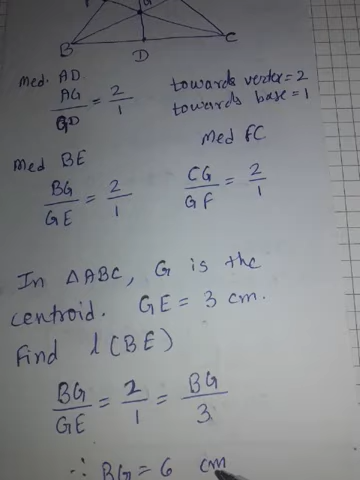 F G
B D C
Med. AD
AG/GD = 2/1 towards vertex = 2
towards base = 1
Med BE Med FC
BG/GE = 2/1 CG/GF = 2/1
In △ABC, G is the
centroid. GE = 3 cm.
Find l(BE)
BG/GE = 2/1 = BG/3
∴ BG = 6 cm